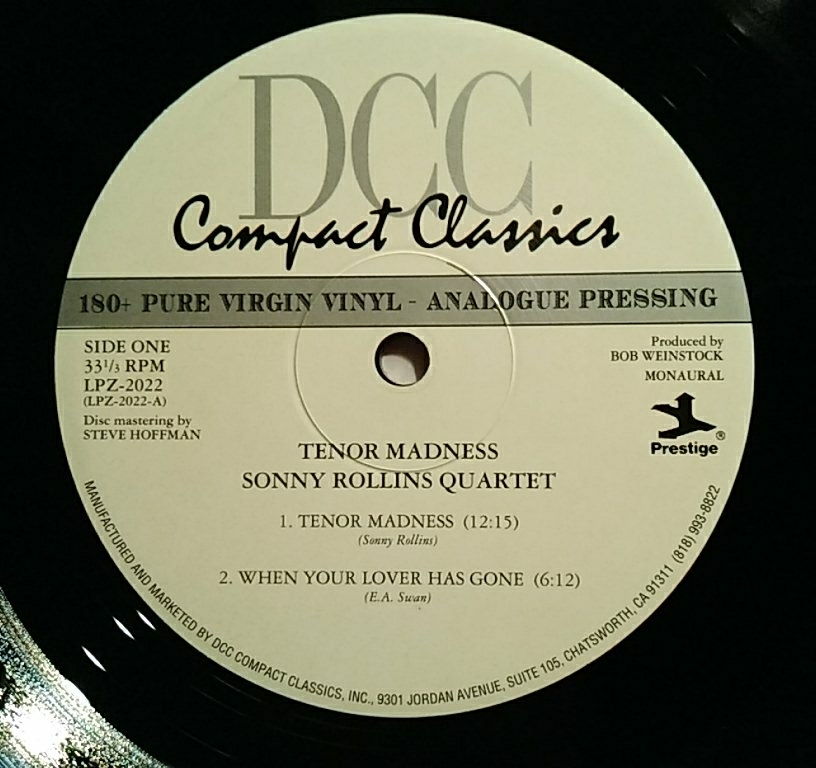 DCC
Compact Classics
180+ PURE VIRGIN VINYL - ANALOGUE PRESSING
SIDE ONE
33⅓ RPM
LPZ-2022
(LPZ-2022-A)
Disc mastering by
STEVE HOFFMAN
Produced by
BOB WEINSTOCK
MONAURAL
Prestige®
TENOR MADNESS
SONNY ROLLINS QUARTET
1. TENOR MADNESS (12:15)
(Sonny Rollins)
2. WHEN YOUR LOVER HAS GONE (6:12)
(E.A. Swan)
MANUFACTURED AND MARKETED BY DCC COMPACT CLASSICS, INC., 9301 JORDAN AVENUE, SUITE 105, CHATSWORTH, CA 91311 (818) 993-8822